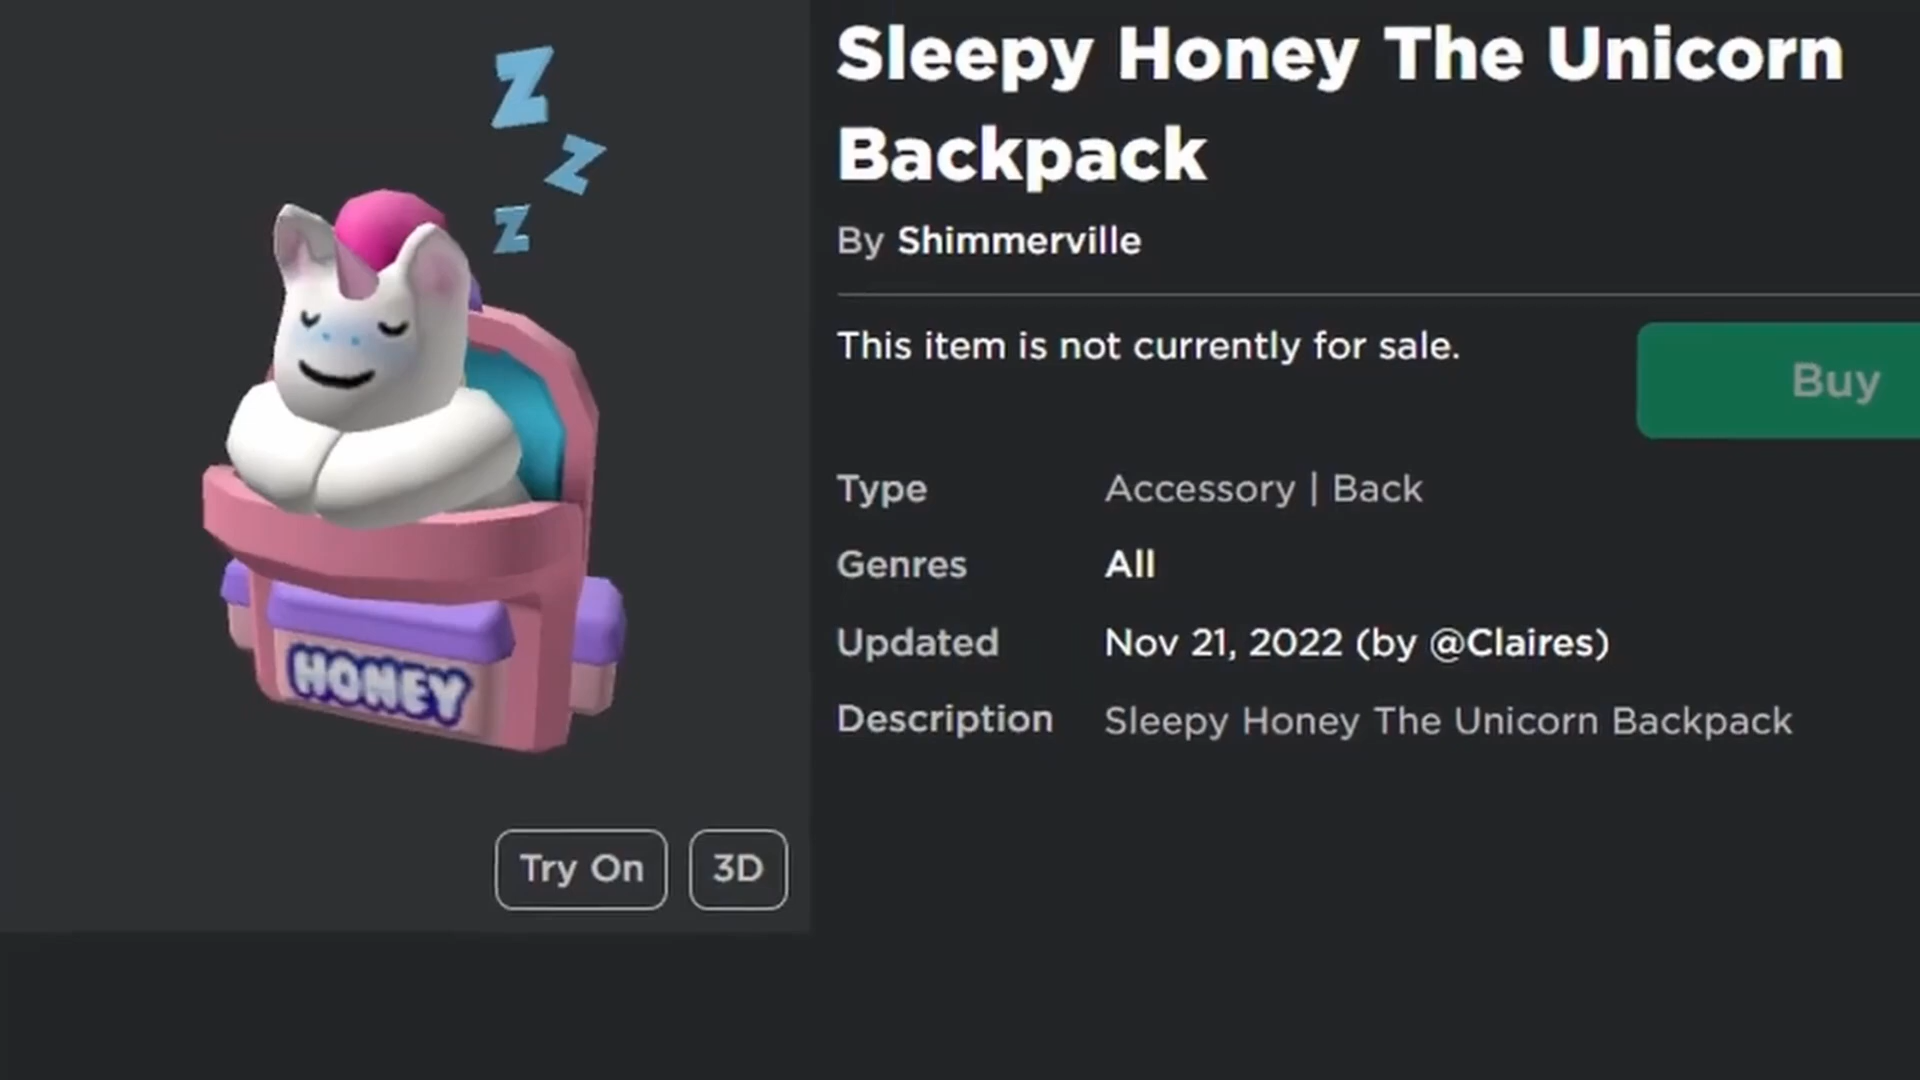 Z
Z
Z
HONEY
Try On
3D
Sleepy Honey The Unicorn
Backpack
By Shimmerville
This item is not currently for sale.
Buy
Type Accessory | Back
Genres All
Updated Nov 21, 2022 (by @Claires)
Description Sleepy Honey The Unicorn Backpack